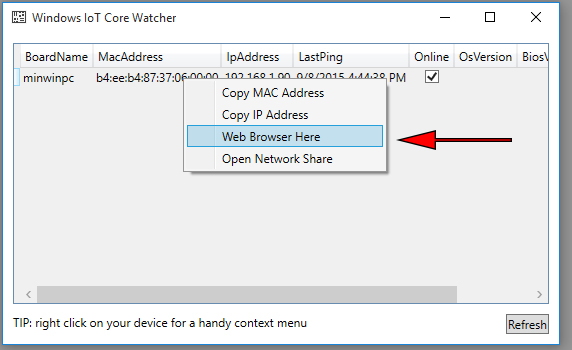 Windows IoT Core Watcher
BoardName MacAddress IpAddress LastPing Online OsVersion Bios
minwinpc b4:ee:b4:87:37:06:00:00 192.168.1.90 9/8/2015 4:44:38 PM
Copy MAC Address
Copy IP Address
Web Browser Here
Open Network Share
TIP: right click on your device for a handy context menu
Refresh